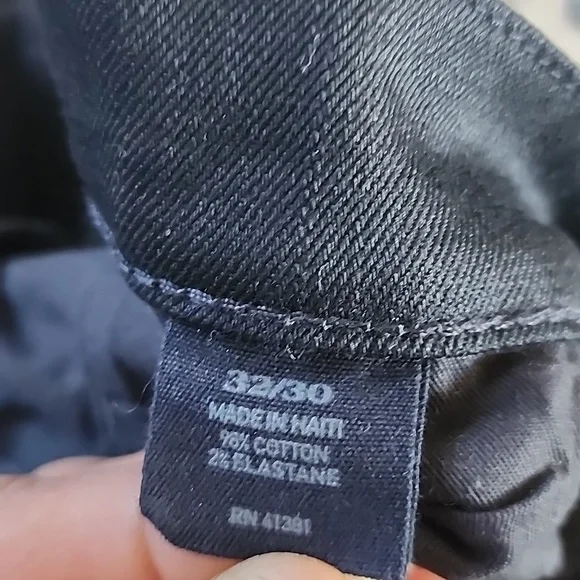 32/30
MADE IN HAITI
98% COTTON
2% ELASTANE
RN 41381